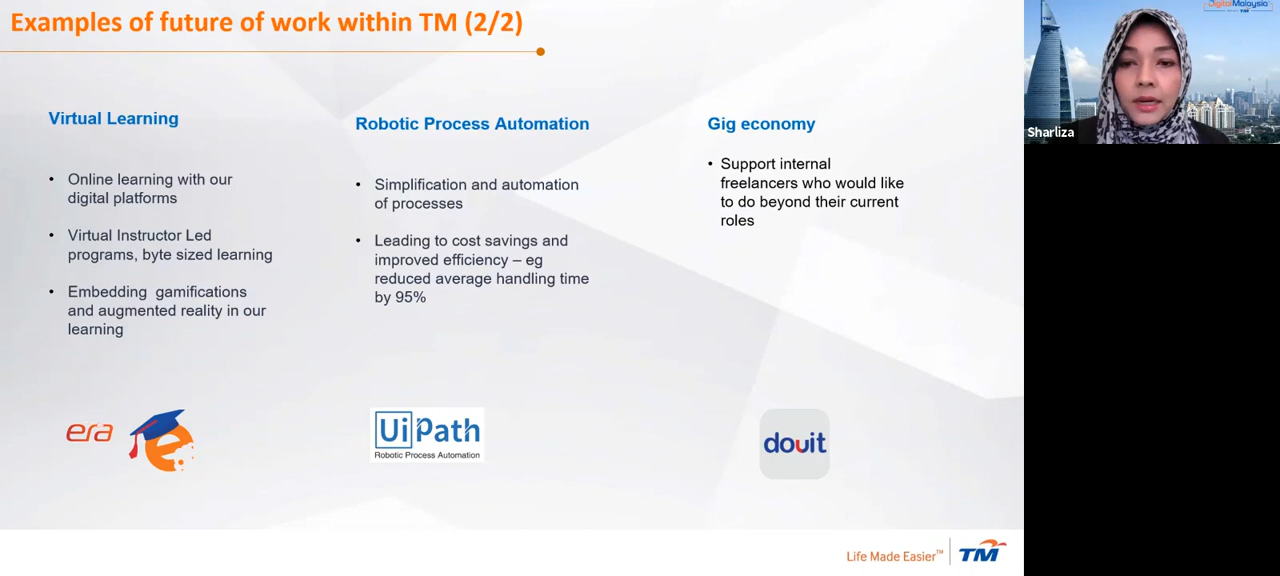 Examples of future of work within TM (2/2)
Virtual Learning
• Online learning with our
digital platforms
• Virtual Instructor Led
programs, byte sized learning
• Embedding gamifications
and augmented reality in our
learning
era
e
Robotic Process Automation
• Simplification and automation
of processes
• Leading to cost savings and
improved efficiency – eg
reduced average handling time
by 95%
UiPath
Robotic Process Automation
Gig economy
• Support internal
freelancers who would like
to do beyond their current
roles
douit
Life Made Easier™
TM
DigitalMalaysia
TM
Sharliza